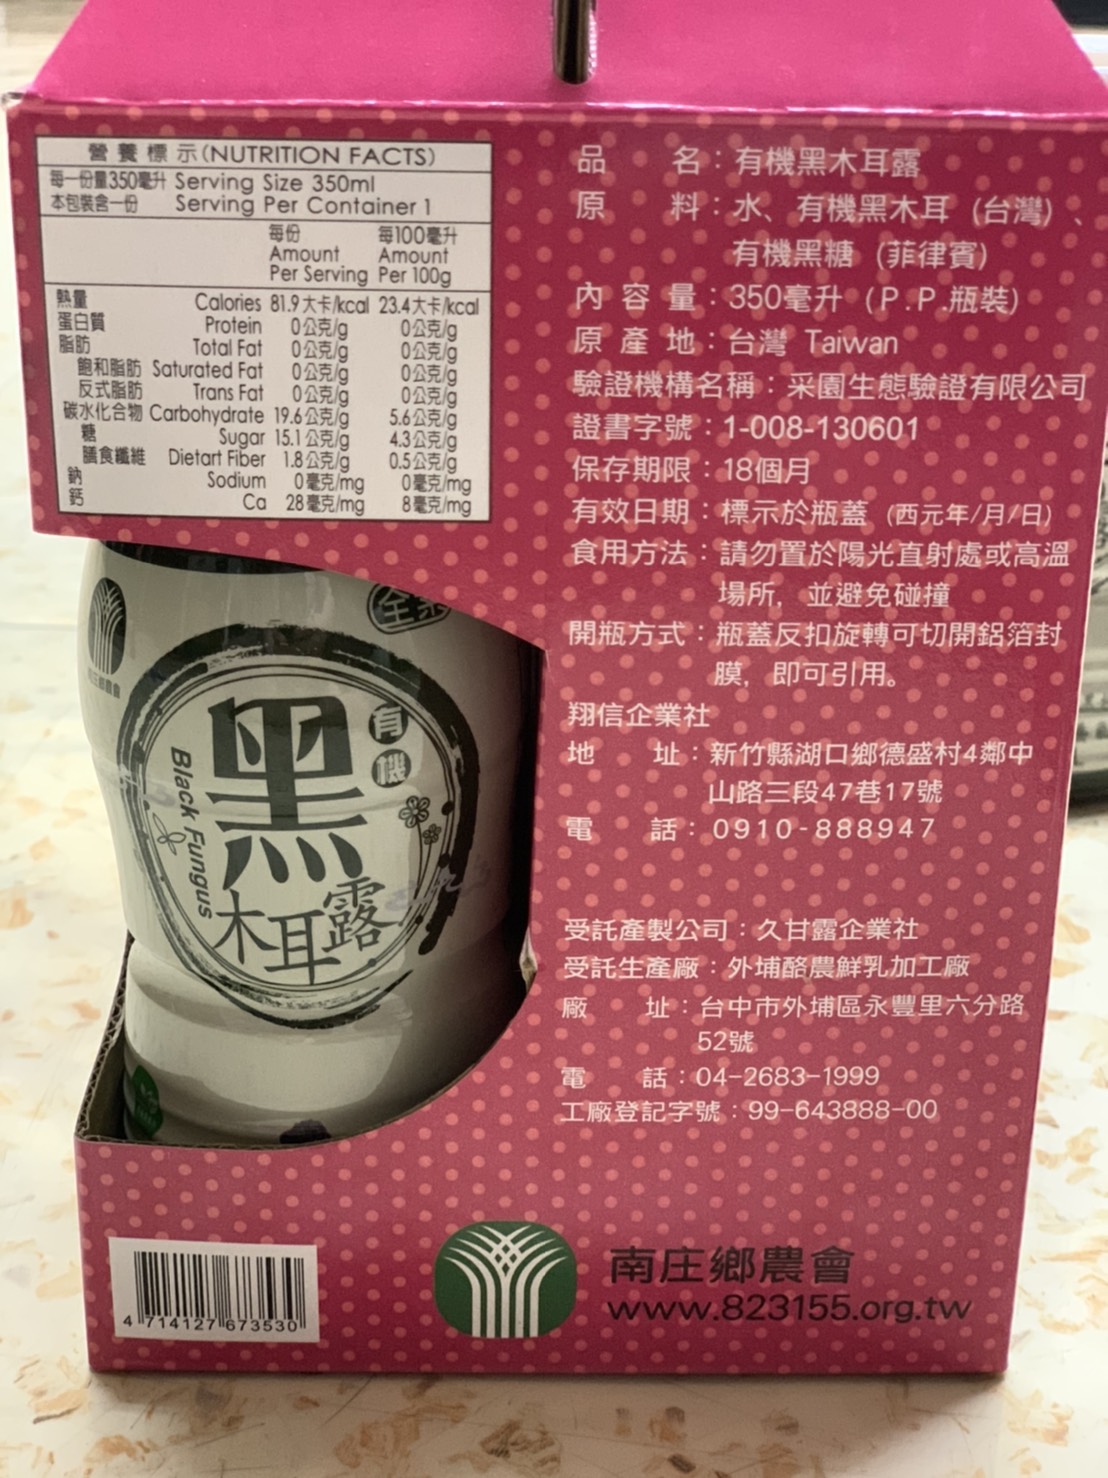 營養標示(NUTRITION FACTS)
每一份量350毫升 Serving Size 350ml
本包裝含一份 Serving Per Container 1
每份 每100毫升
Amount Amount
Per Serving Per 100g
熱量 Calories 81.9大卡/kcal 23.4大卡/kcal
蛋白質 Protein 0公克/g 0公克/g
脂肪 Total Fat 0公克/g 0公克/g
飽和脂肪 Saturated Fat 0公克/g 0公克/g
反式脂肪 Trans Fat 0公克/g 0公克/g
碳水化合物 Carbohydrate 19.6公克/g 5.6公克/g
糖 Sugar 15.1公克/g 4.3公克/g
膳食纖維 Dietart Fiber 1.8公克/g 0.5公克/g
鈉 Sodium 0毫克/mg 0毫克/mg
鈣 Ca 28毫克/mg 8毫克/mg
品名：有機黑木耳露
原料：水、有機黑木耳（台灣）、
有機黑糖（菲律賓）
內容量：350毫升（P.P.瓶裝）
原產地：台灣 Taiwan
驗證機構名稱：采園生態驗證有限公司
證書字號：1-008-130601
保存期限：18個月
有效日期：標示於瓶蓋（西元年/月/日）
食用方法：請勿置於陽光直射處或高溫
場所，並避免碰撞
開瓶方式：瓶蓋反扣旋轉可切開鋁箔封
膜，即可引用。
翔信企業社
地址：新竹縣湖口鄉德盛村4鄰中
山路三段47巷17號
電話：0910-888947
受託產製公司：久甘露企業社
受託生產廠：外埔酪農鮮乳加工廠
廠址：台中市外埔區永豐里六分路
52號
電話：04-2683-1999
工廠登記字號：99-643888-00
南庄鄉農會
有機
黑
木耳露
Black Fungus
4 714127 673530
南庄鄉農會
www.823155.org.tw